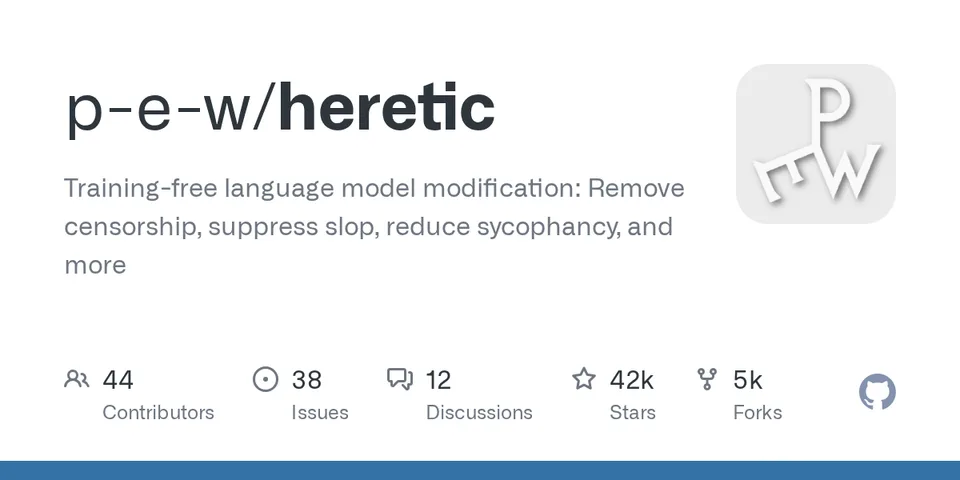 p-e-w/heretic
Training-free language model modification: Remove
censorship, suppress slop, reduce sycophancy, and
more
PEW
44
Contributors
38
Issues
12
Discussions
42k
Stars
5k
Forks